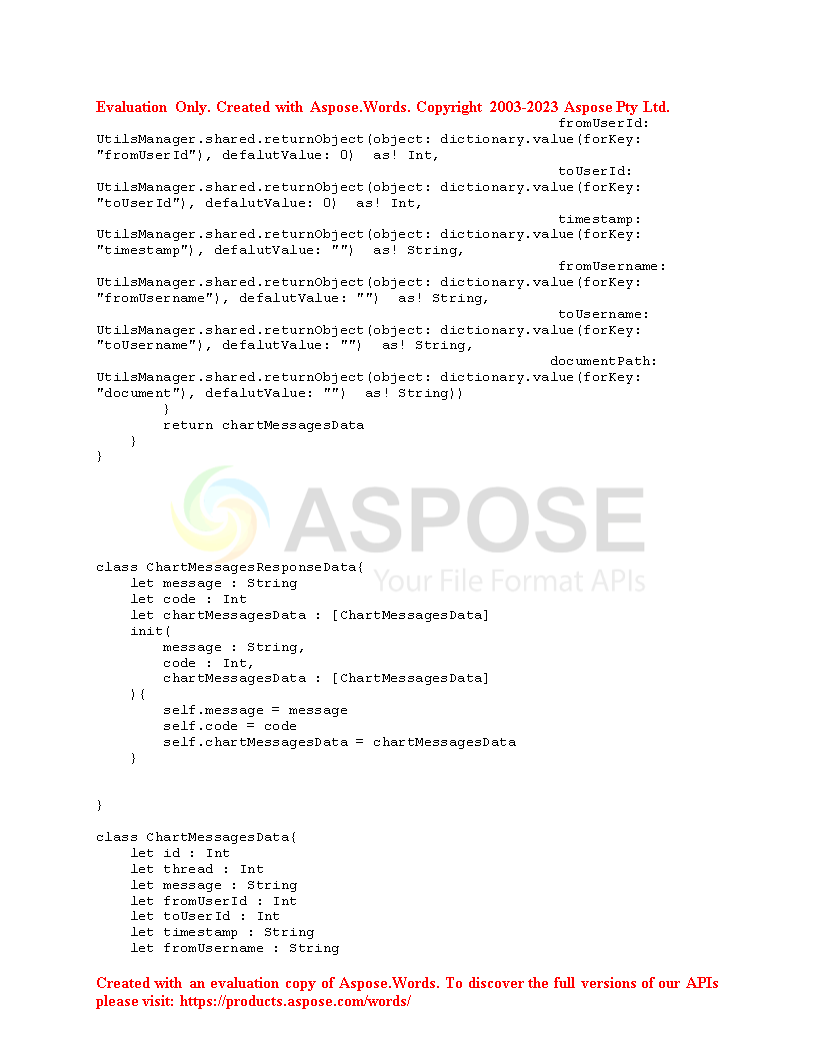 Evaluation Only. Created with Aspose.Words. Copyright 2003-2023 Aspose Pty Ltd.
fromUserId:
UtilsManager.shared.returnObject(object: dictionary.value(forKey:
"fromUserId"), defalutValue: 0)  as! Int,
toUserId:
UtilsManager.shared.returnObject(object: dictionary.value(forKey:
"toUserId"), defalutValue: 0)  as! Int,
timestamp:
UtilsManager.shared.returnObject(object: dictionary.value(forKey:
"timestamp"), defalutValue: "")  as! String,
fromUsername:
UtilsManager.shared.returnObject(object: dictionary.value(forKey:
"fromUsername"), defalutValue: "")  as! String,
toUsername:
UtilsManager.shared.returnObject(object: dictionary.value(forKey:
"toUsername"), defalutValue: "")  as! String,
documentPath:
UtilsManager.shared.returnObject(object: dictionary.value(forKey:
"document"), defalutValue: "")  as! String))
        }
        return chartMessagesData
    }
}
ASPOSE
Your File Format APIs
class ChartMessagesResponseData{
    let message : String
    let code : Int
    let chartMessagesData : [ChartMessagesData]
    init(
        message : String,
        code : Int,
        chartMessagesData : [ChartMessagesData]
    ){
        self.message = message
        self.code = code
        self.chartMessagesData = chartMessagesData
    }
}
class ChartMessagesData{
    let id : Int
    let thread : Int
    let message : String
    let fromUserId : Int
    let toUserId : Int
    let timestamp : String
    let fromUsername : String
Created with an evaluation copy of Aspose.Words. To discover the full versions of our APIs
please visit: https://products.aspose.com/words/